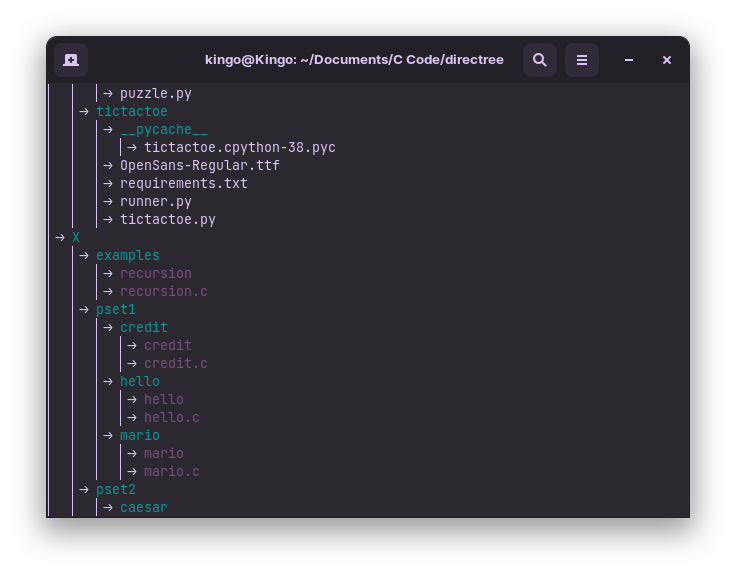 kingo@Kingo: ~/Documents/C Code/directree
→ puzzle.py
→ tictactoe
→ __pycache__
→ tictactoe.cpython-38.pyc
→ OpenSans-Regular.ttf
→ requirements.txt
→ runner.py
→ tictactoe.py
→ X
→ examples
→ recursion
→ recursion.c
→ pset1
→ credit
→ credit
→ credit.c
→ hello
→ hello
→ hello.c
→ mario
→ mario
→ mario.c
→ pset2
→ caesar